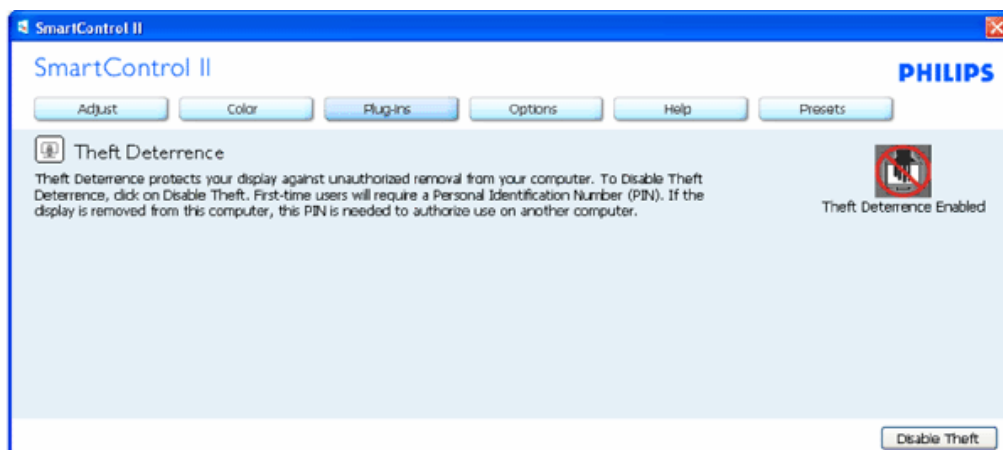 SmartControl II
SmartControl II
PHILIPS
Adjust Color Plug-Ins Options Help Presets
Theft Deterrence
Theft Deterrence protects your display against unauthorized removal from your computer. To Disable Theft
Deterrence, click on Disable Theft. First-time users will require a Personal Identification Number (PIN). If the
display is removed from this computer, this PIN is needed to authorize use on another computer.
Theft Deterrence Enabled
Disable Theft